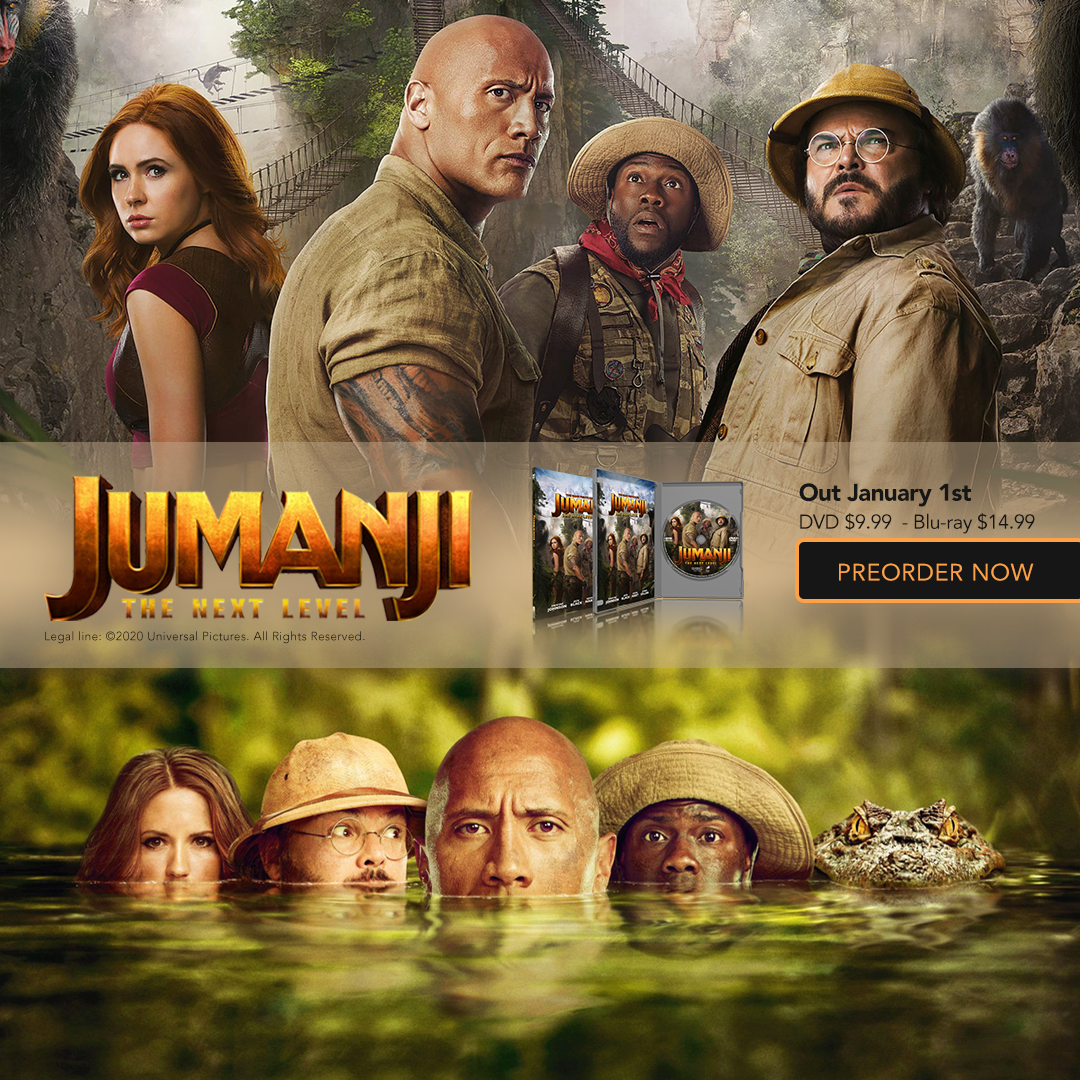 JUMANJI
THE NEXT LEVEL
Legal line: ©2020 Universal Pictures. All Rights Reserved.
JUMANJI
JUMANJI
THE NEXT LEVEL
Out January 1st
DVD $9.99 - Blu-ray $14.99
PREORDER NOW